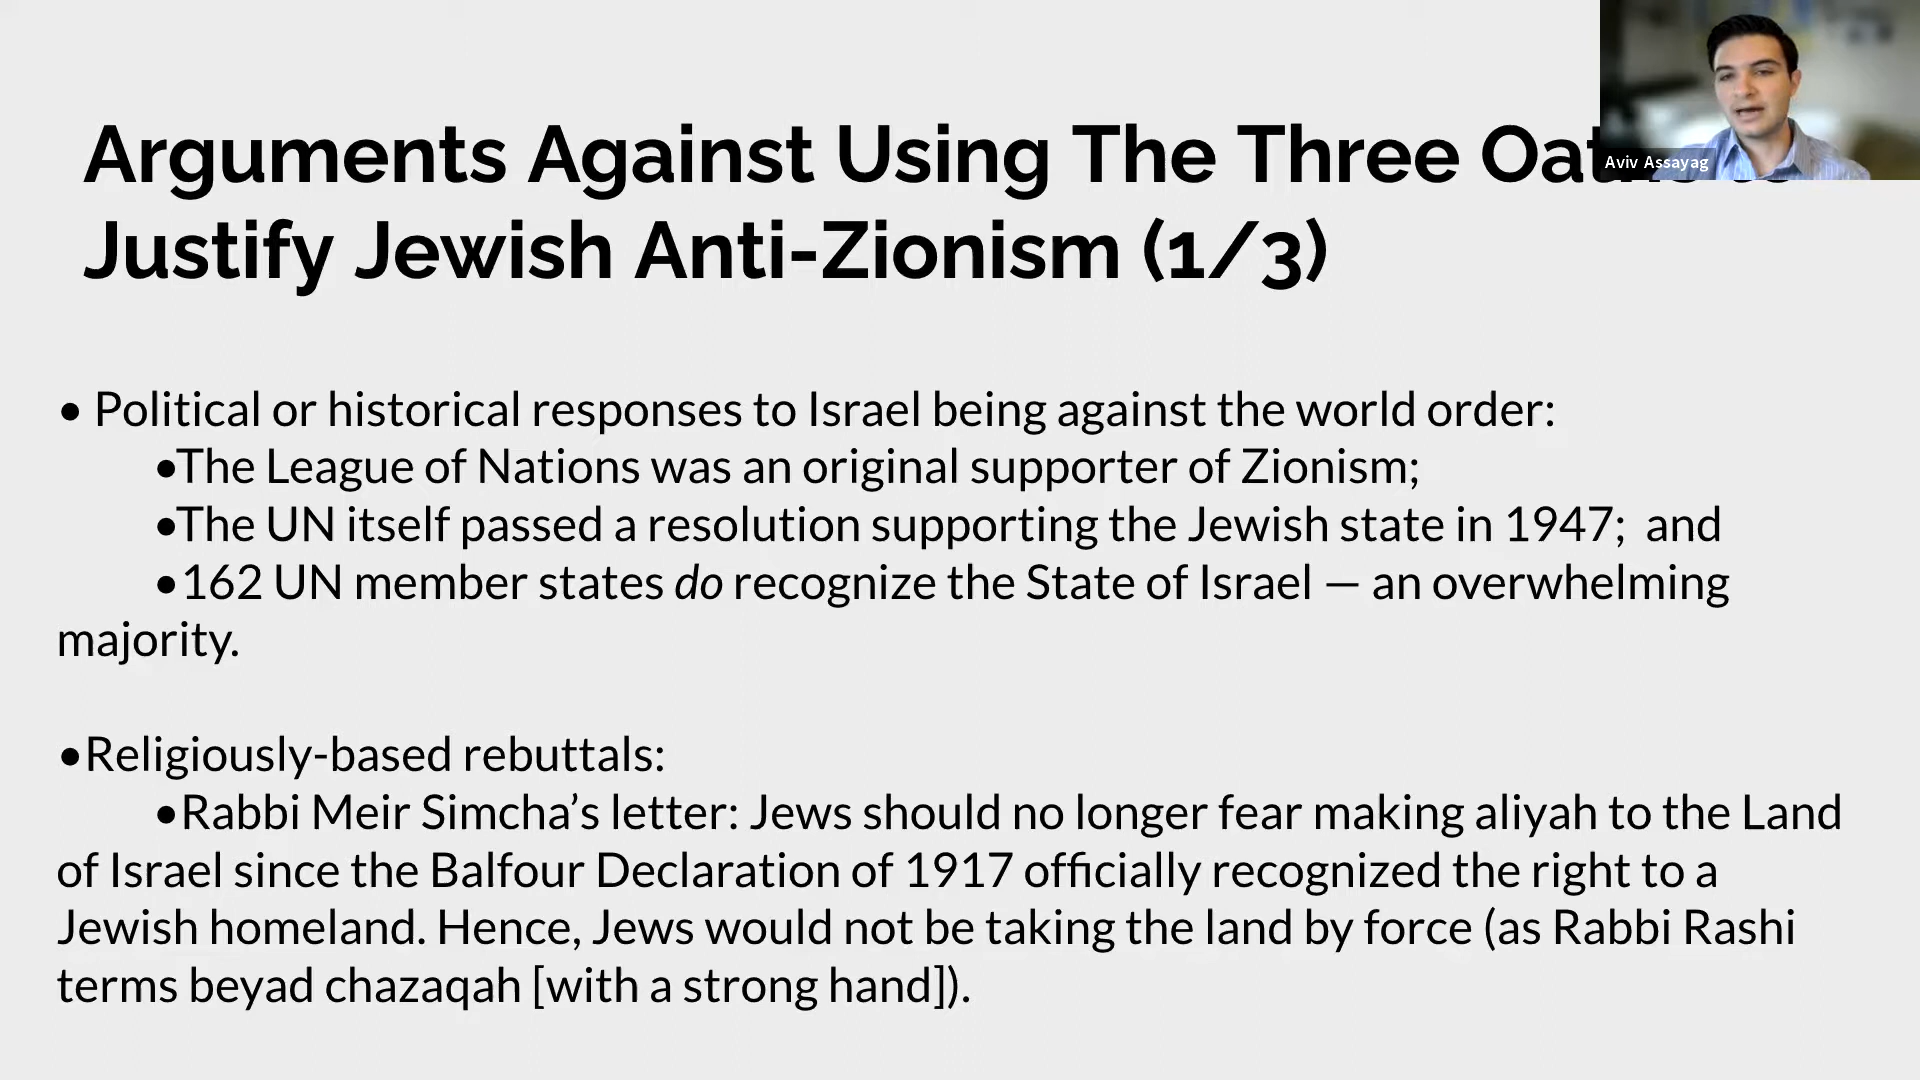 Arguments Against Using The Three
Aviv Assayag
Justify Jewish Anti-Zionism (1/3)
• Political or historical responses to Israel being against the world order:
•The League of Nations was an original supporter of Zionism;
•The UN itself passed a resolution supporting the Jewish state in 1947; and
•162 UN member states do recognize the State of Israel — an overwhelming
majority.
•Religiously-based rebuttals:
•Rabbi Meir Simcha’s letter: Jews should no longer fear making aliyah to the Land
of Israel since the Balfour Declaration of 1917 officially recognized the right to a
Jewish homeland. Hence, Jews would not be taking the land by force (as Rabbi Rashi
terms beyad chazaqah [with a strong hand]).